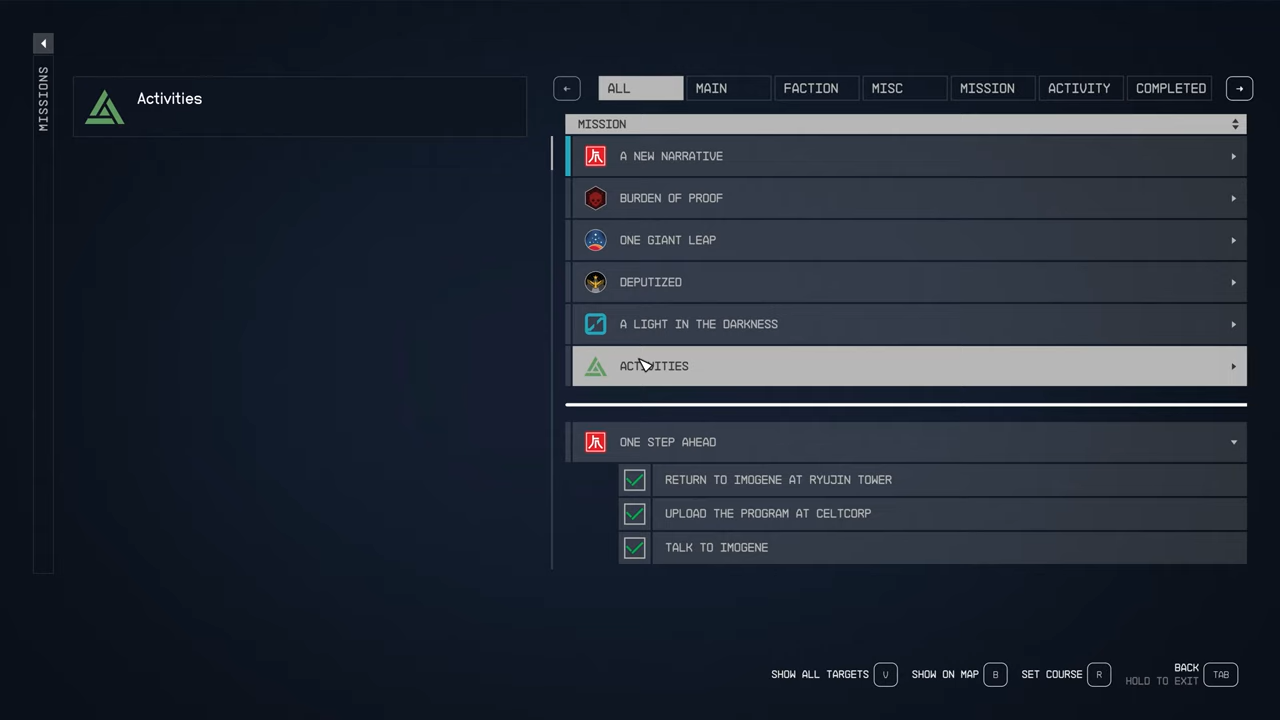 MISSIONS
Activities
ALL
MAIN
FACTION
MISC
MISSION
ACTIVITY
COMPLETED
MISSION
A NEW NARRATIVE
BURDEN OF PROOF
ONE GIANT LEAP
DEPUTIZED
A LIGHT IN THE DARKNESS
ACTIVITIES
ONE STEP AHEAD
RETURN TO IMOGENE AT RYUJIN TOWER
UPLOAD THE PROGRAM AT CELTCORP
TALK TO IMOGENE
SHOW ALL TARGETS V
SHOW ON MAP B
SET COURSE R
BACK
HOLD TO EXIT
TAB